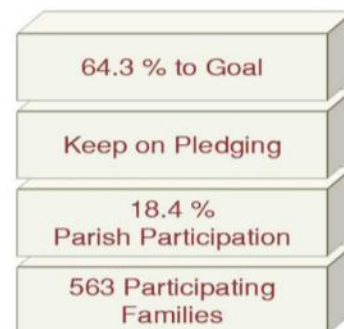 64.3 % to Goal
Keep on Pledging
18.4 %
Parish Participation
563 Participating
Families